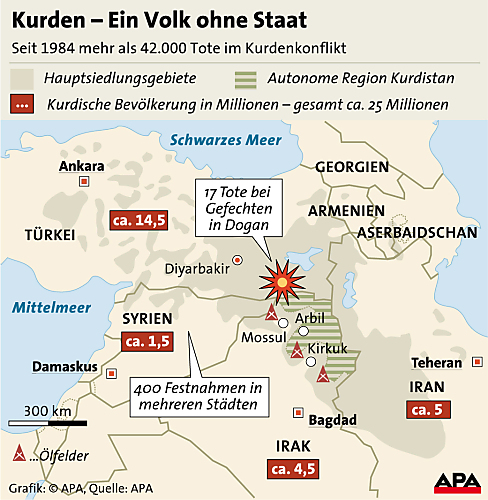 Kurden – Ein Volk ohne Staat
Seit 1984 mehr als 42.000 Tote im Kurdenkonflikt
Hauptsiedlungsgebiete
Autonome Region Kurdistan
... Kurdische Bevölkerung in Millionen – gesamt ca. 25 Millionen
Schwarzes Meer
Ankara
GEORGIEN
17 Tote bei
Gefechten
in Dogan
ARMENIEN
ca. 14,5
ASERBAIDSCHAN
TÜRKEI
Diyarbakir
Mittelmeer
SYRIEN
Arbil
ca. 1,5
Mossul
Kirkuk
Damaskus
Teheran
400 Festnahmen in
mehreren Städten
IRAN
300 km
ca. 5
Bagdad
...Ölfelder
IRAK
ca. 4,5
Grafik: © APA, Quelle: APA
APA